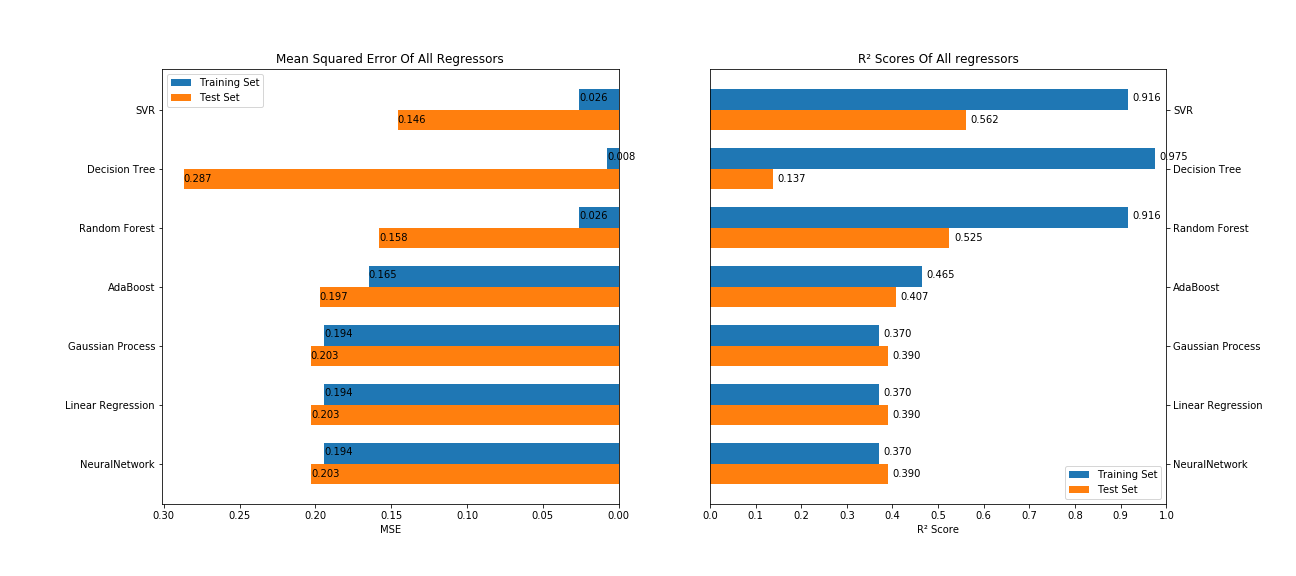 Mean Squared Error Of All Regressors
Training Set
Test Set
SVR
0.026
0.146
Decision Tree
0.008
0.287
Random Forest
0.026
0.158
AdaBoost
0.165
0.197
Gaussian Process
0.194
0.203
Linear Regression
0.194
0.203
NeuralNetwork
0.194
0.203
0.30 0.25 0.20 0.15 0.10 0.05 0.00
MSE
R² Scores Of All regressors
0.916
SVR
0.562
0.975
Decision Tree
0.137
0.916
Random Forest
0.525
0.465
AdaBoost
0.407
0.370
Gaussian Process
0.390
0.370
Linear Regression
0.390
0.370
NeuralNetwork
0.390
Training Set
Test Set
0.0 0.1 0.2 0.3 0.4 0.5 0.6 0.7 0.8 0.9 1.0
R² Score